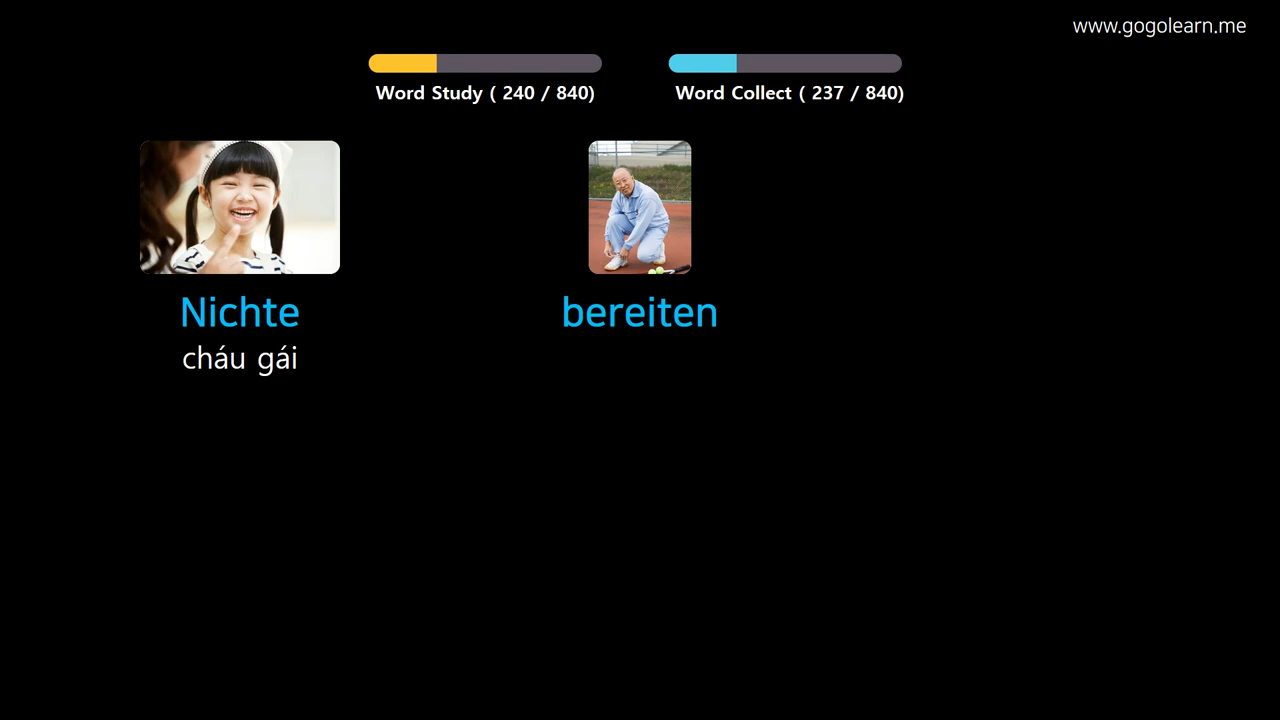 www.gogolearn.me
Word Study ( 240 / 840)
Word Collect ( 237 / 840)
Nichte
cháu gái
bereiten